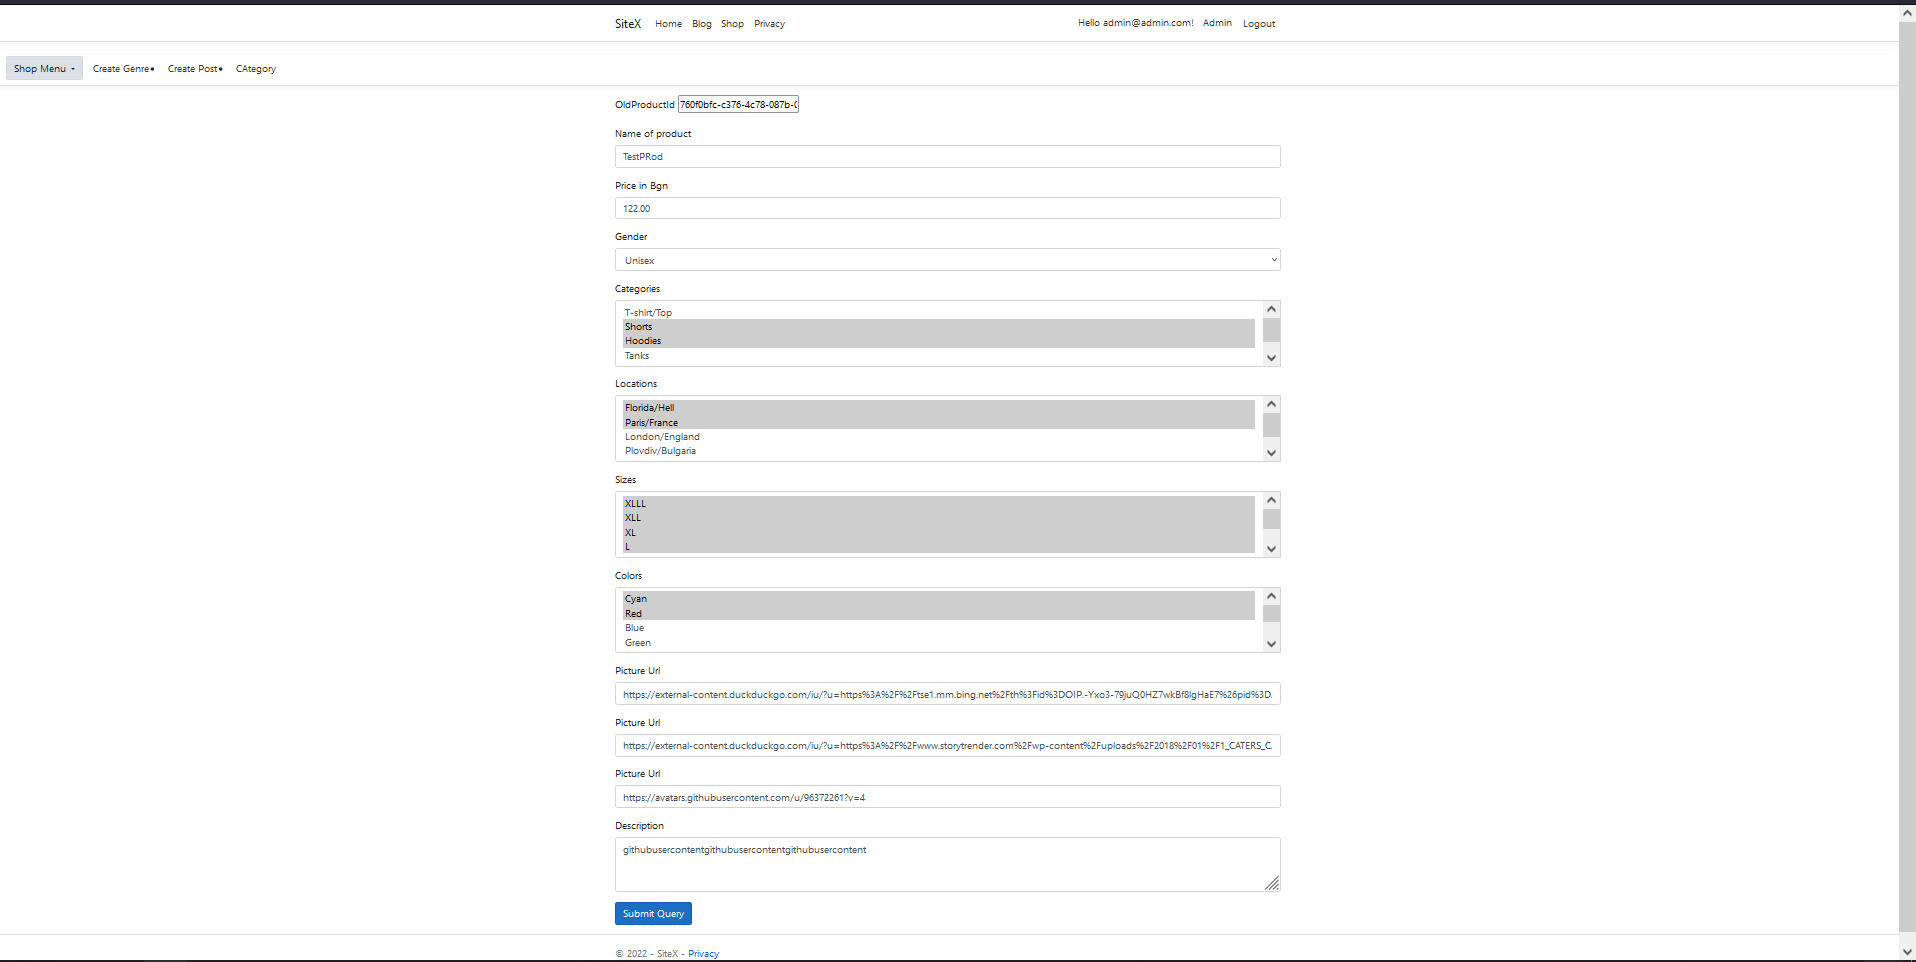 SiteX Home Blog Shop Privacy Hello admin@admin.com! Admin Logout
Shop Menu Create Genre• Create Post• CAtegory
OldProductId 760f0bfc-c376-4c78-087b-
Name of product
TestPRod
Price in Bgn
122.00
Gender
Unisex
Categories
T-shirt/Top
Shorts
Hoodies
Tanks
Locations
Florida/Hell
Paris/France
London/England
Plovdiv/Bulgaria
Sizes
XLLL
XLL
XL
L
Colors
Cyan
Red
Blue
Green
Picture Url
https://external-content.duckduckgo.com/iu/?u=https%3A%2F%2Ftse1.mm.bing.net%2Fth%3Fid%3DOIP.-Yxo3-79juQ0HZ7wkBf8lgHaE7%26pid%3D
Picture Url
https://external-content.duckduckgo.com/iu/?u=https%3A%2F%2Fwww.storytrender.com%2Fwp-content%2Fuploads%2F2018%2F01%2F1_CATERS_C
Picture Url
https://avatars.githubusercontent.com/u/96372261?v=4
Description
githubusercontentgithubusercontentgithubusercontent
Submit Query
© 2022 - SiteX - Privacy